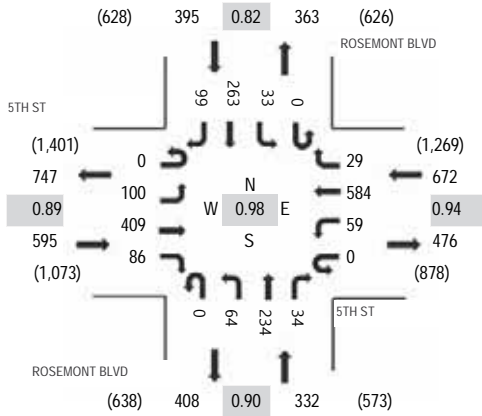 (628) 395 0.82 363 (626)
ROSEMONT BLVD
99 263 33 0
5TH ST
(1,401) (1,269)
747 0 29 672
100 N 584
0.89 W 0.98 E 0.94
409 S 59
595 86 0 476
(1,073) (878)
0 64 234 34
5TH ST
ROSEMONT BLVD
(638) 408 0.90 332 (573)